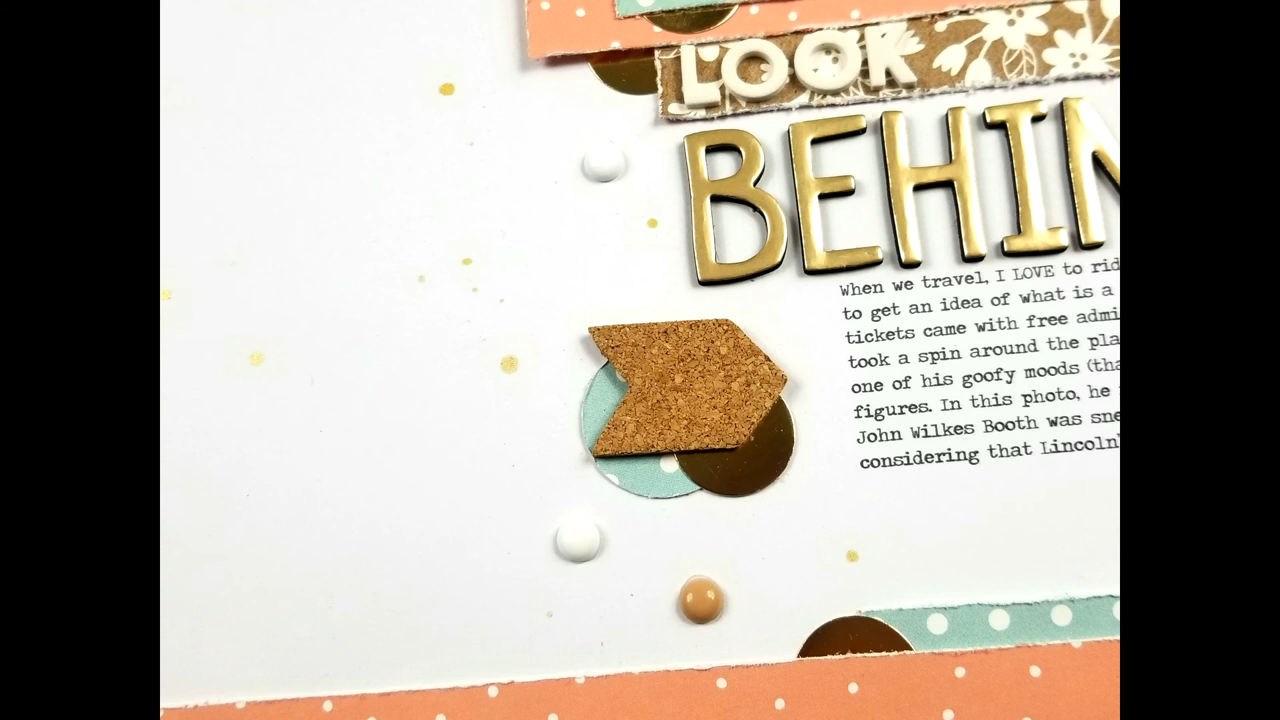 LOOK
BEHIN
When we travel, I LOVE to rid
to get an idea of what is a
tickets came with free admi
took a spin around the pla
one of his goofy moods (tha
figures. In this photo, he
John Wilkes Booth was sne
considering that Lincoln'